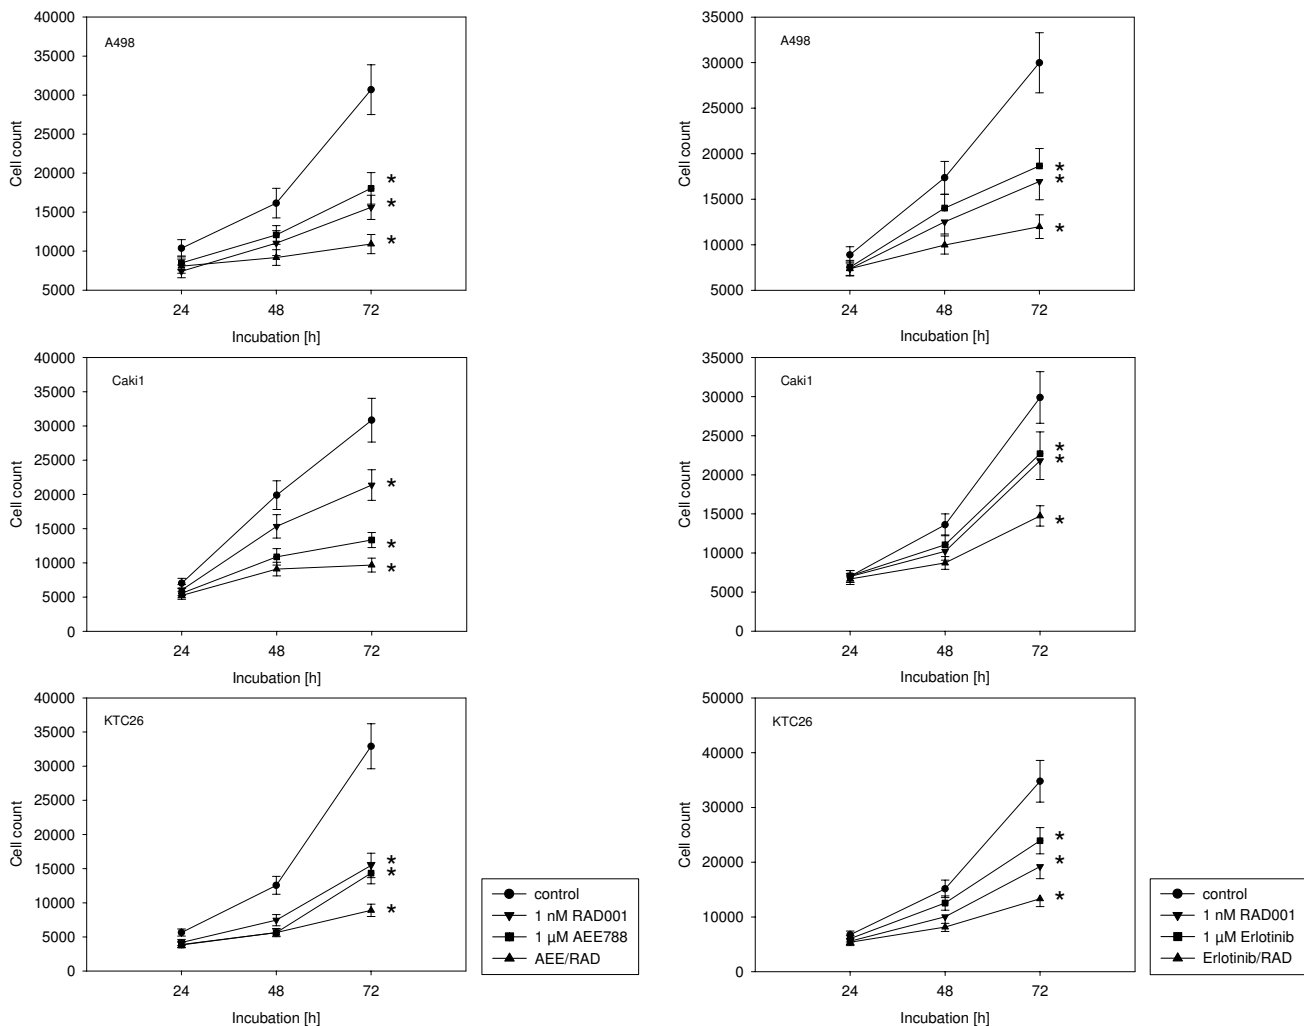 A498
Cell count
40000
35000
30000
25000
20000
15000
10000
5000
*
*
*
24 48 72
Incubation [h]
A498
Cell count
35000
30000
25000
20000
15000
10000
5000
*
*
*
24 48 72
Incubation [h]
Caki1
Cell count
40000
35000
30000
25000
20000
15000
10000
5000
0
*
*
*
24 48 72
Incubation [h]
Caki1
Cell count
35000
30000
25000
20000
15000
10000
5000
0
*
*
*
24 48 72
Incubation [h]
KTC26
Cell count
40000
35000
30000
25000
20000
15000
10000
5000
0
*
*
*
24 48 72
Incubation [h]
control
1 nM RAD001
1 µM AEE788
AEE/RAD
KTC26
Cell count
50000
40000
30000
20000
10000
0
*
*
*
24 48 72
Incubation [h]
control
1 nM RAD001
1 µM Erlotinib
Erlotinib/RAD